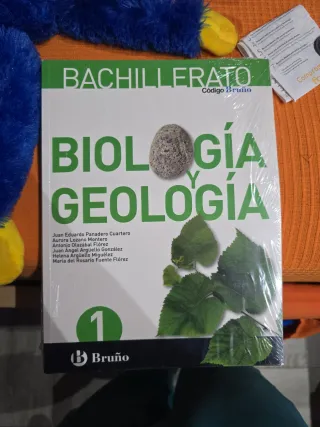 BACHILLERATO
Código Bruño
BIOLOGÍA
Y
GEOLOGÍA
Juan Eduardo Panadero Cuartero
Aurora Lozano Montero
Antonio Olazabal Flórez
Juan Ángel Argüello González
Helena Argüello Miguélez
María del Rosario Fuente Flórez
1
B Bruño